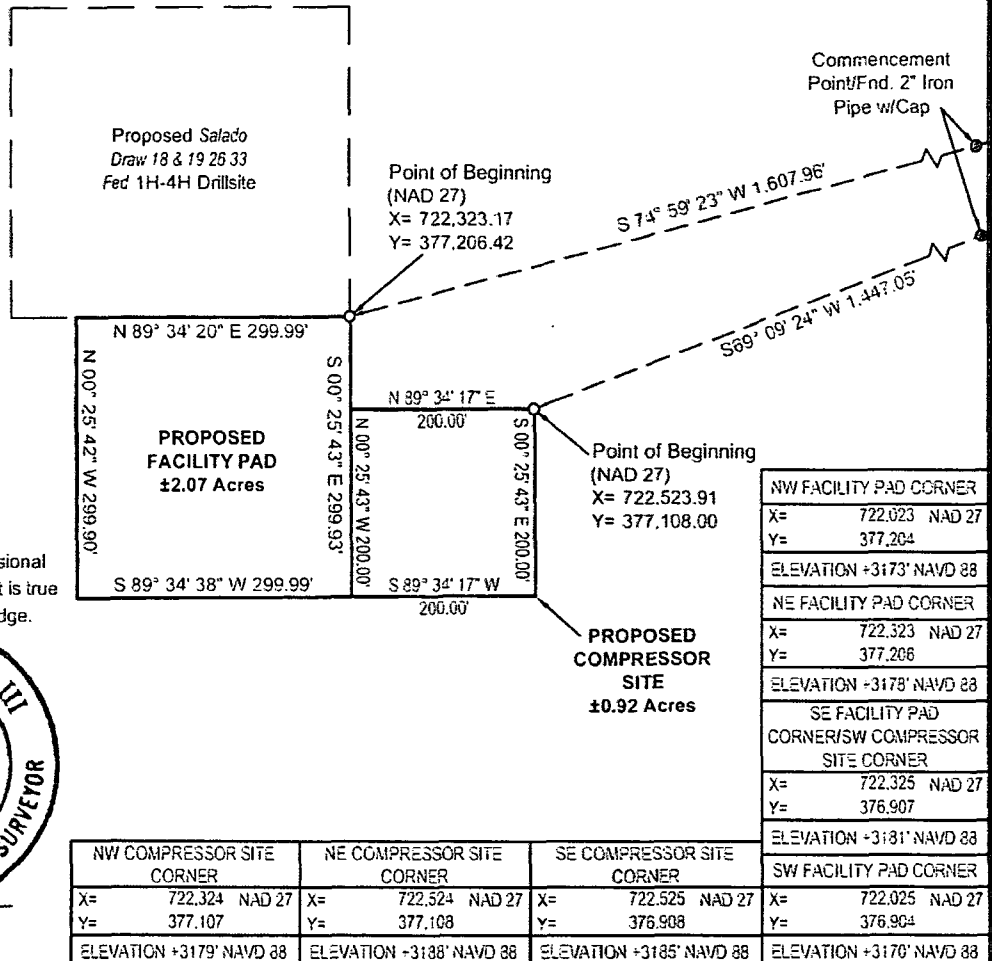 Commencement
Point/Fnd. 2" Iron
Pipe w/Cap
Proposed Salado
Draw 18 & 19 26 33
Fed 1H-4H Drillsite
Point of Beginning
(NAD 27)
X= 722,323.17
Y= 377,206.42
S 74° 59' 23" W 1,607.96'
S69° 09' 24" W 1,447.05'
N 89° 34' 20" E 299.99'
N 00° 25' 42" W 299.90'
S 00° 25' 43" E 299.93'
PROPOSED
FACILITY PAD
±2.07 Acres
S 89° 34' 38" W 299.99'
N 89° 34' 17" E
200.00'
N 00° 25' 43" W 200.00'
S 00° 25' 43" E 200.00'
S 89° 34' 17" W
200.00'
Point of Beginning
(NAD 27)
X= 722,523.91
Y= 377,108.00
PROPOSED
COMPRESSOR
SITE
±0.92 Acres
sional
t is true
dge.
III
SURVEYOR
NW FACILITY PAD CORNER
X= 722,023 NAD 27
Y= 377,204
ELEVATION +3173' NAVD 88
NE FACILITY PAD CORNER
X= 722,323 NAD 27
Y= 377,206
ELEVATION +3178' NAVD 88
SE FACILITY PAD
CORNER/SW COMPRESSOR
SITE CORNER
X= 722,325 NAD 27
Y= 376,907
ELEVATION +3181' NAVD 88
SW FACILITY PAD CORNER
X= 722,025 NAD 27
Y= 376,904
ELEVATION +3176' NAVD 88
NW COMPRESSOR SITE
CORNER
X= 722,324 NAD 27
Y= 377,107
ELEVATION +3179' NAVD 88
NE COMPRESSOR SITE
CORNER
X= 722,524 NAD 27
Y= 377,108
ELEVATION +3188' NAVD 88
SE COMPRESSOR SITE
CORNER
X= 722,525 NAD 27
Y= 376,908
ELEVATION +3185' NAVD 88